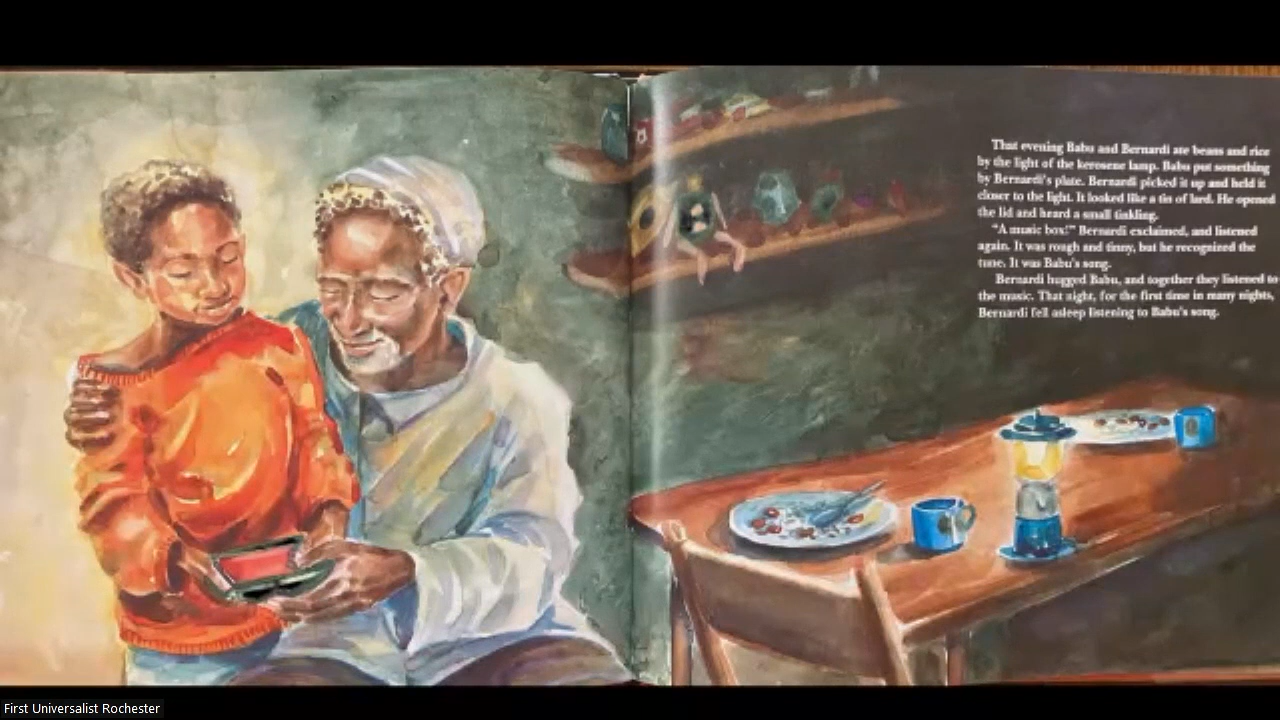 That evening Babu and Bernardi ate beans and rice
by the light of the kerosene lamp. Babu put something
by Bernardi's plate. Bernardi picked it up and held it
closer to the light. It looked like a tin of lard. He opened
the lid and heard a small tinkling.
"A music box!" Bernardi exclaimed, and listened
again. It was rough and tinny, but he recognized the
tune. It was Babu's song.
Bernardi hugged Babu, and together they listened to
the music. That night, for the first time in many nights,
Bernardi fell asleep listening to Babu's song.
First Universalist Rochester